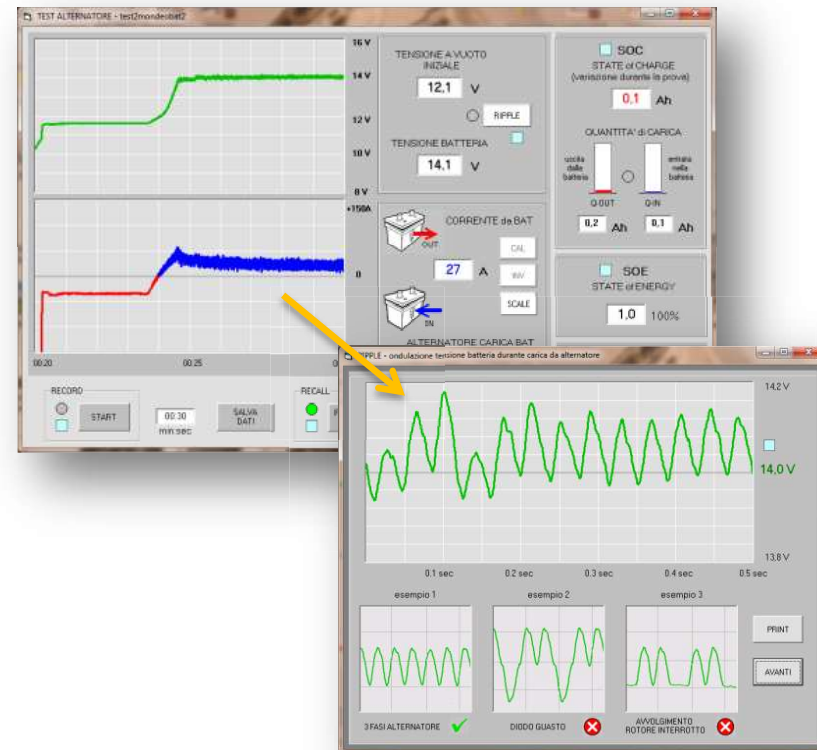 TEST ALTERNATORE - test2mondeobat2
16 V
14 V
12 V
10 V
8 V
+150A
0
00:20
00:25
TENSIONE A VUOTO
INIZIALE
12,1 V
RIPPLE
TENSIONE BATTERIA
14,1 V
CORRENTE da BAT
OUT
CAL
27 A
INV
SCALE
IN
ALTERNATORE CARICA BAT
SOC
STATE of CHARGE
(variazione durante la prova)
0,1 Ah
QUANTITA' di CARICA
uscita
dalla
batteria
entrata
nella
batteria
Q-OUT
Q-IN
0,2 Ah
0,1 Ah
SOE
STATE of ENERGY
1,0 100%
RECORD
START
00:30
min:sec
SALVA
DATI
RECALL
RIPPLE - ondulazione tensione batteria durante carica da alternatore
14.2 V
14.0 V
13.8 V
0.1 sec
0.2 sec
0.3 sec
0.4 sec
0.5 sec
esempio 1
esempio 2
esempio 3
3 FASI ALTERNATORE
DIODO GUASTO
AVVOLGIMENTO
ROTORE INTERROTTO
PRINT
AVANTI